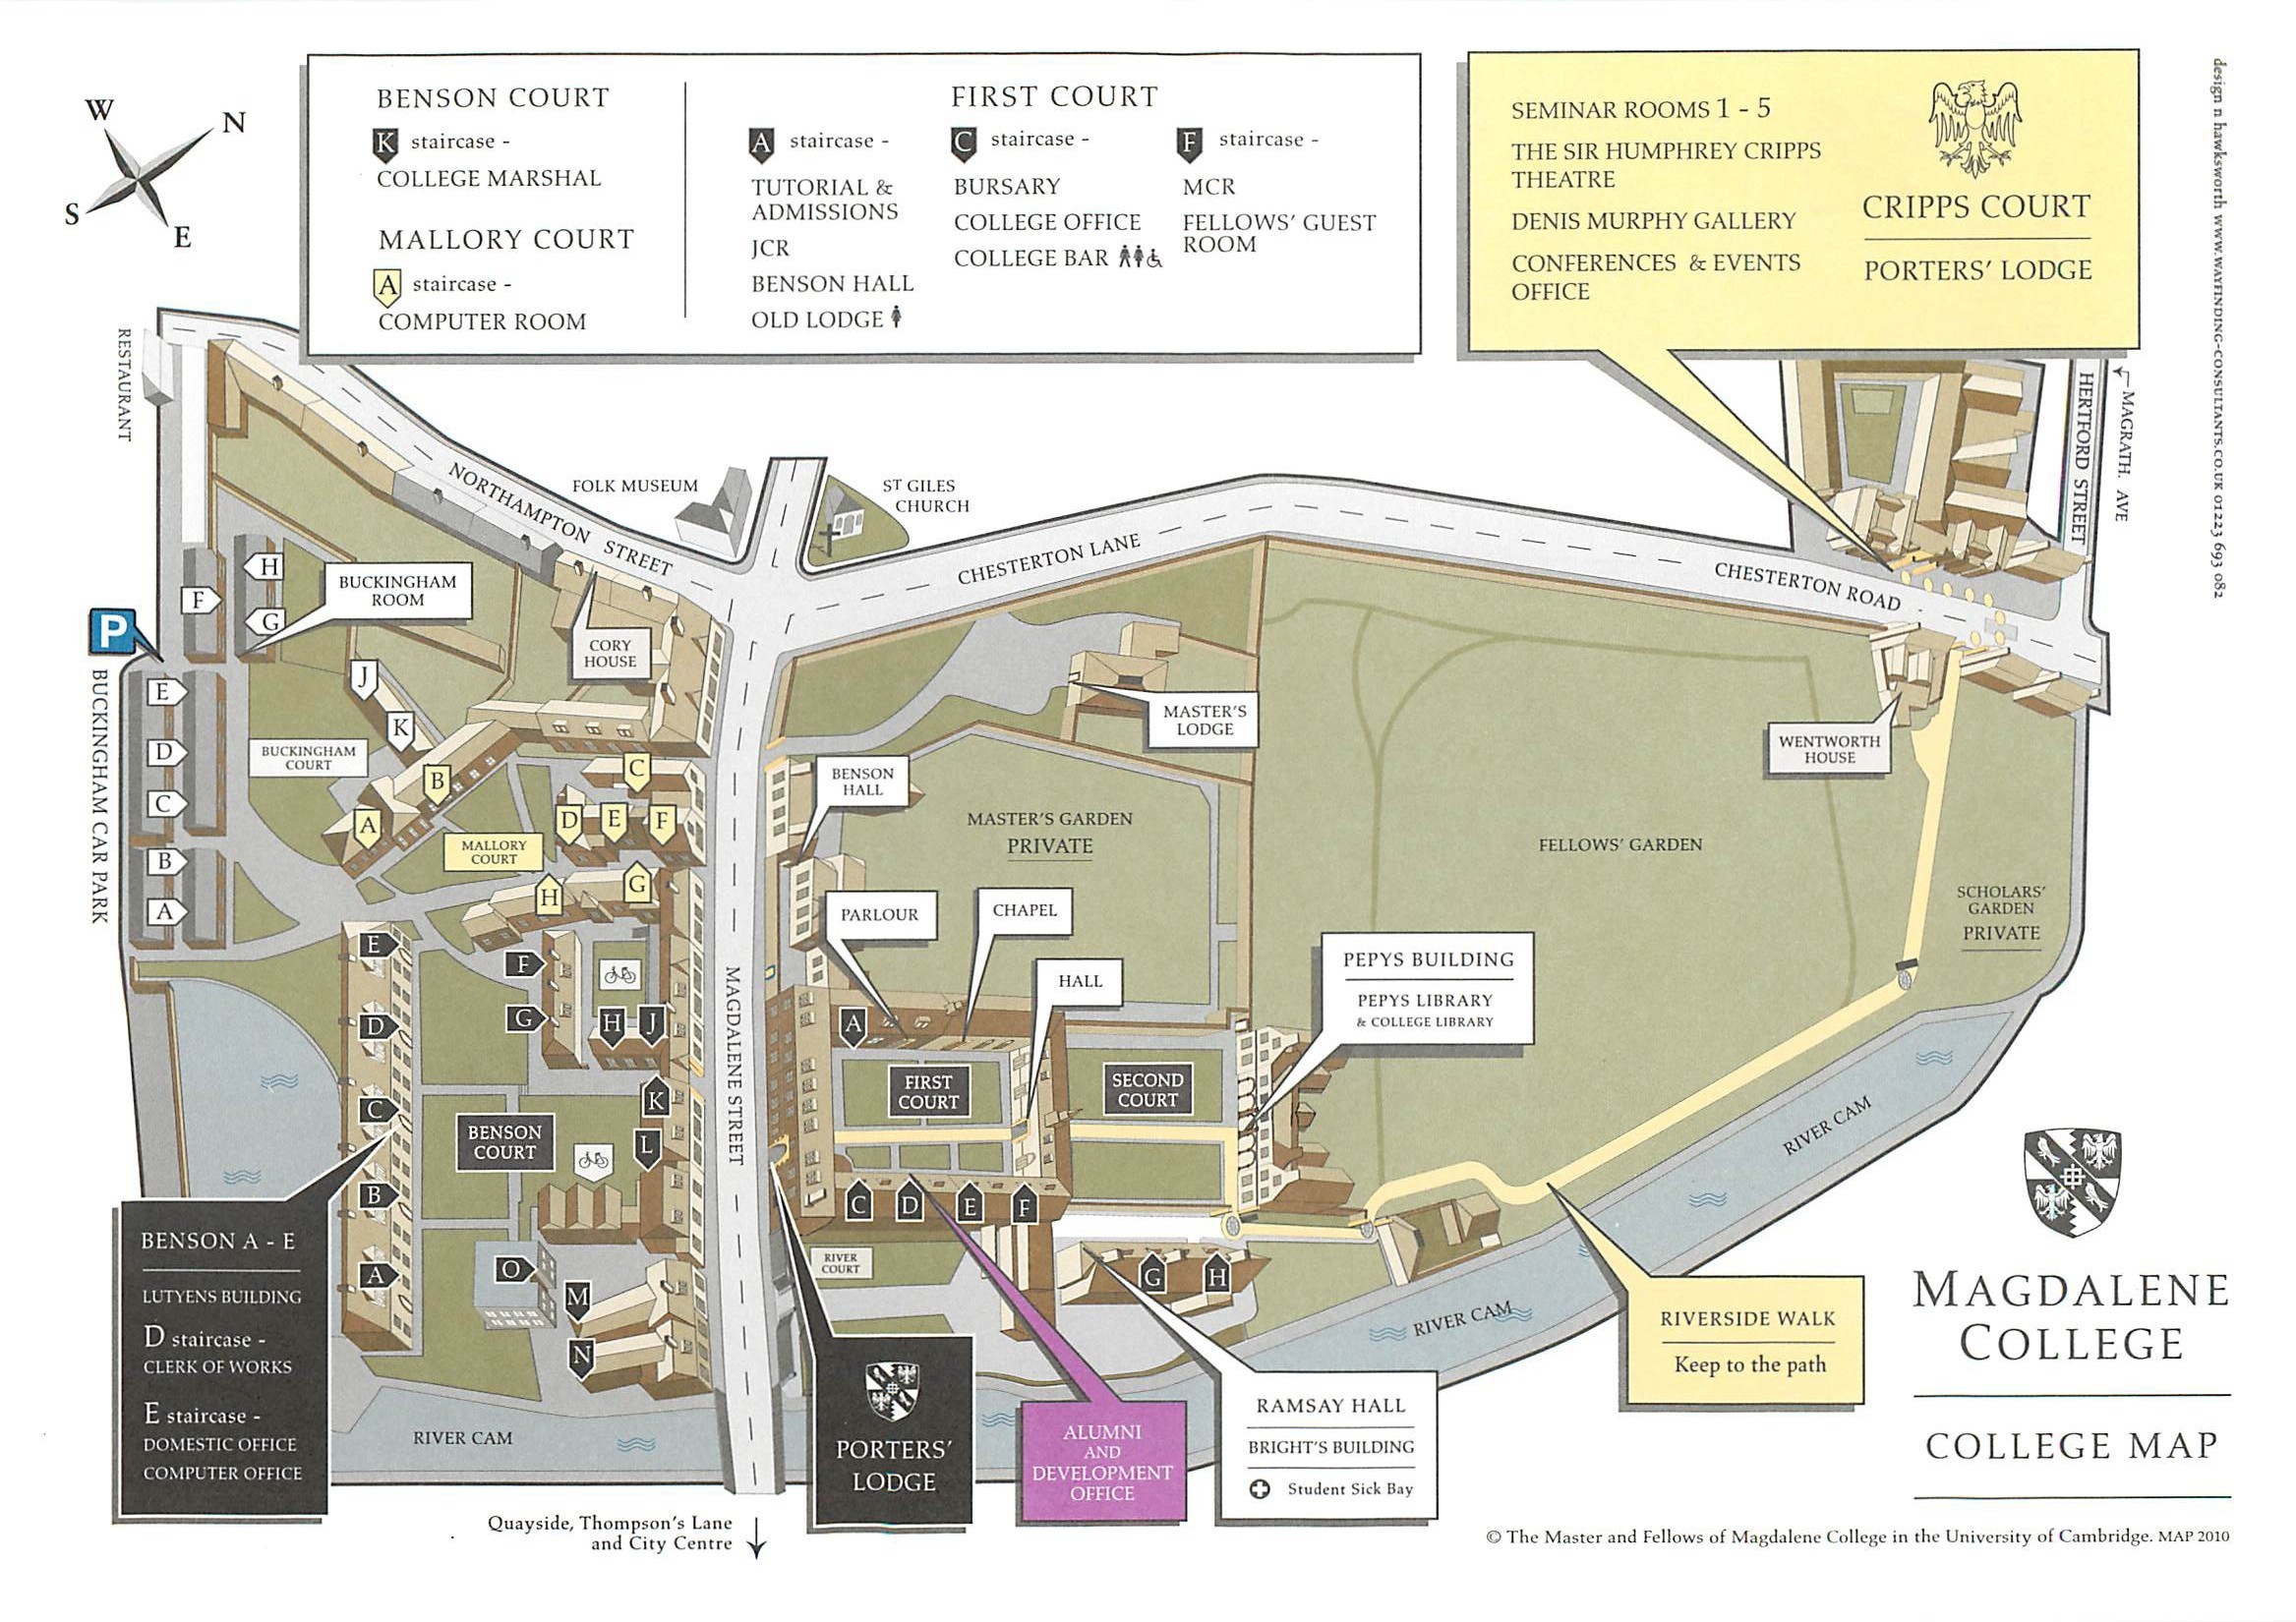 W
N
S
E
BENSON COURT
K staircase -
COLLEGE MARSHAL
MALLORY COURT
A staircase -
COMPUTER ROOM
FIRST COURT
A staircase -
TUTORIAL &
ADMISSIONS
JCR
BENSON HALL
OLD LODGE
C staircase -
BURSARY
COLLEGE OFFICE
COLLEGE BAR
F staircase -
MCR
FELLOWS' GUEST
ROOM
SEMINAR ROOMS 1 - 5
THE SIR HUMPHREY CRIPPS
THEATRE
DENIS MURPHY GALLERY
CONFERENCES & EVENTS
OFFICE
CRIPPS COURT
PORTERS' LODGE
design n hawksworth www.wayfinding-consultants.co.uk 01223 693 082
HERTFORD STREET
MAGRATH. AVE
RESTAURANT
NORTHAMPTON STREET
FOLK MUSEUM
ST GILES
CHURCH
CHESTERTON LANE
CHESTERTON ROAD
H
F
G
BUCKINGHAM
ROOM
P
BUCKINGHAM CAR PARK
E
D
C
B
A
CORY
HOUSE
J
K
BUCKINGHAM
COURT
B
A
C
D
E
F
MALLORY
COURT
H
G
MASTER'S
LODGE
WENTWORTH
HOUSE
BENSON
HALL
MASTER'S GARDEN
PRIVATE
FELLOWS' GARDEN
SCHOLARS'
GARDEN
PRIVATE
PARLOUR
CHAPEL
HALL
PEPYS BUILDING
PEPYS LIBRARY
& COLLEGE LIBRARY
MAGDALENE STREET
E
D
C
B
A
F
G
H
J
K
L
BENSON
COURT
O
M
N
A
FIRST
COURT
SECOND
COURT
C
D
E
F
RIVER
COURT
G
H
RIVER CAM
RIVER CAM
RIVER CAM
BENSON A - E
LUTYENS BUILDING
D staircase -
CLERK OF WORKS
E staircase -
DOMESTIC OFFICE
COMPUTER OFFICE
PORTERS'
LODGE
ALUMNI
AND
DEVELOPMENT
OFFICE
RAMSAY HALL
BRIGHT'S BUILDING
Student Sick Bay
RIVERSIDE WALK
Keep to the path
MAGDALENE
COLLEGE
COLLEGE MAP
Quayside, Thompson's Lane
and City Centre
© The Master and Fellows of Magdalene College in the University of Cambridge. MAP 2010